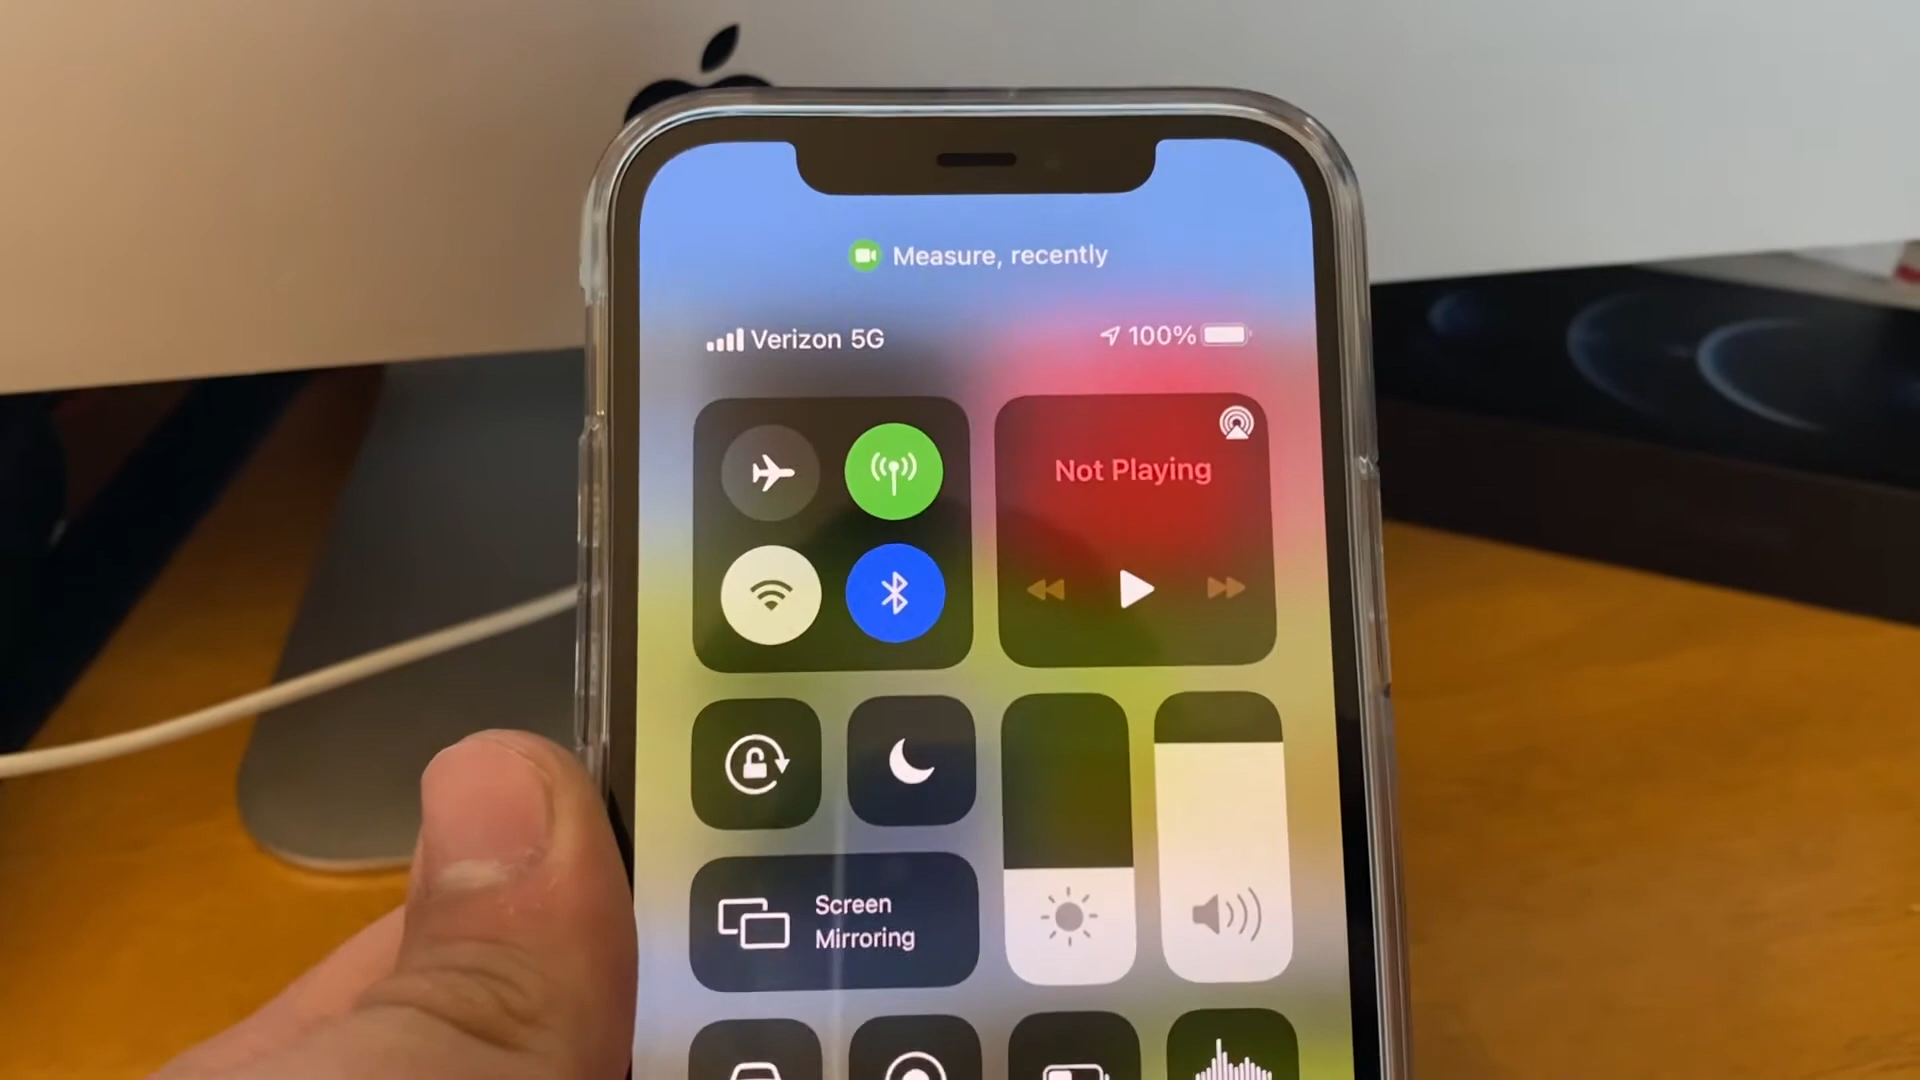 Measure, recently
Verizon 5G
100%
Not Playing
Screen
Mirroring